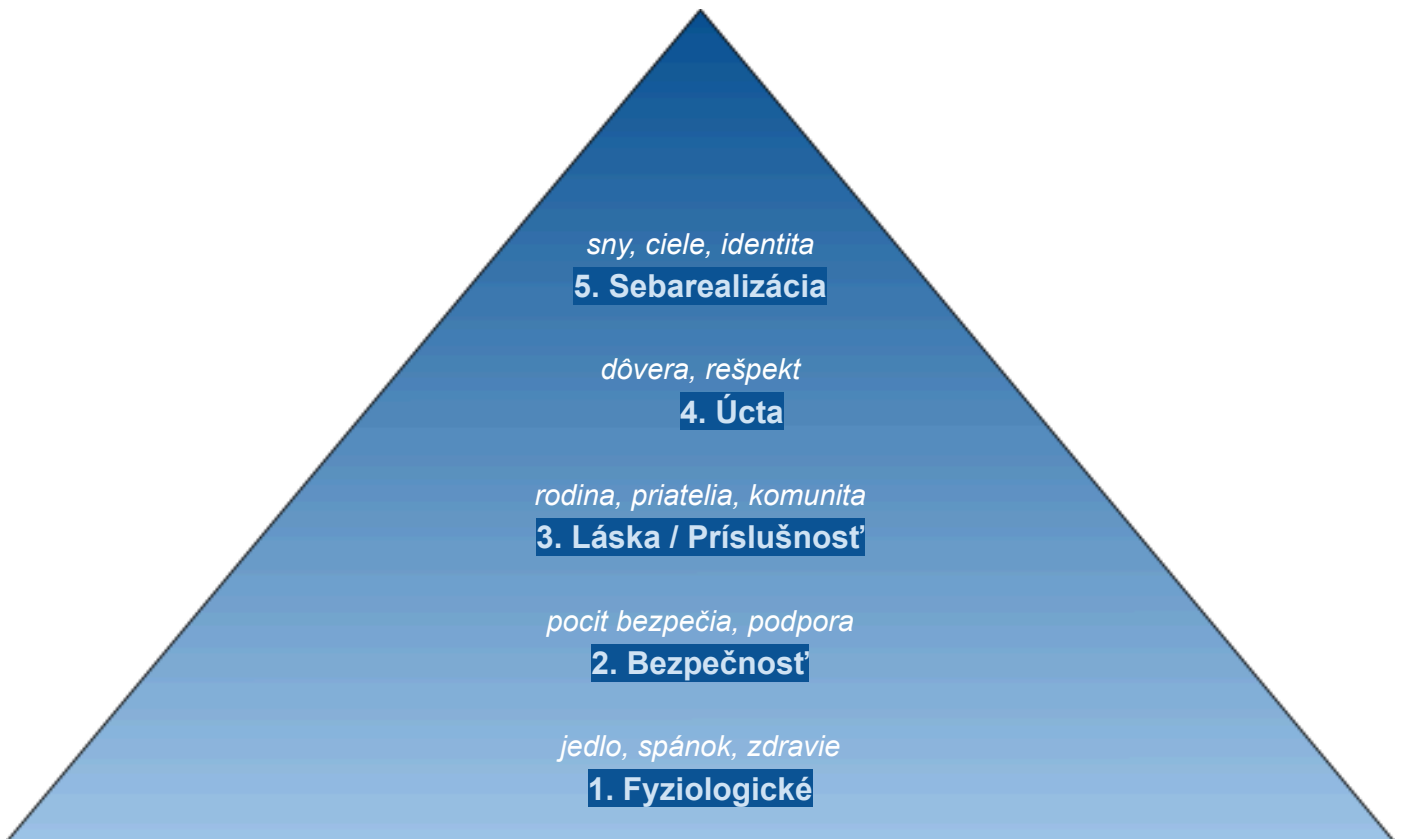 sny, ciele, identita
5. Sebarealizácia
dôvera, rešpekt
4. Úcta
rodina, priatelia, komunita
3. Láska / Príslušnosť
pocit bezpečia, podpora
2. Bezpečnosť
jedlo, spánok, zdravie
1. Fyziologické